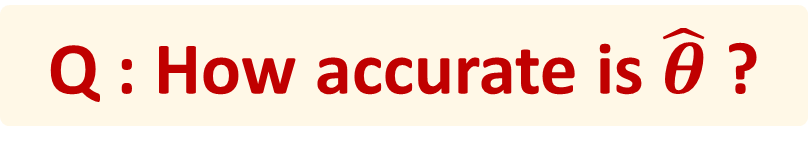 Q : How accurate is θ̂ ?